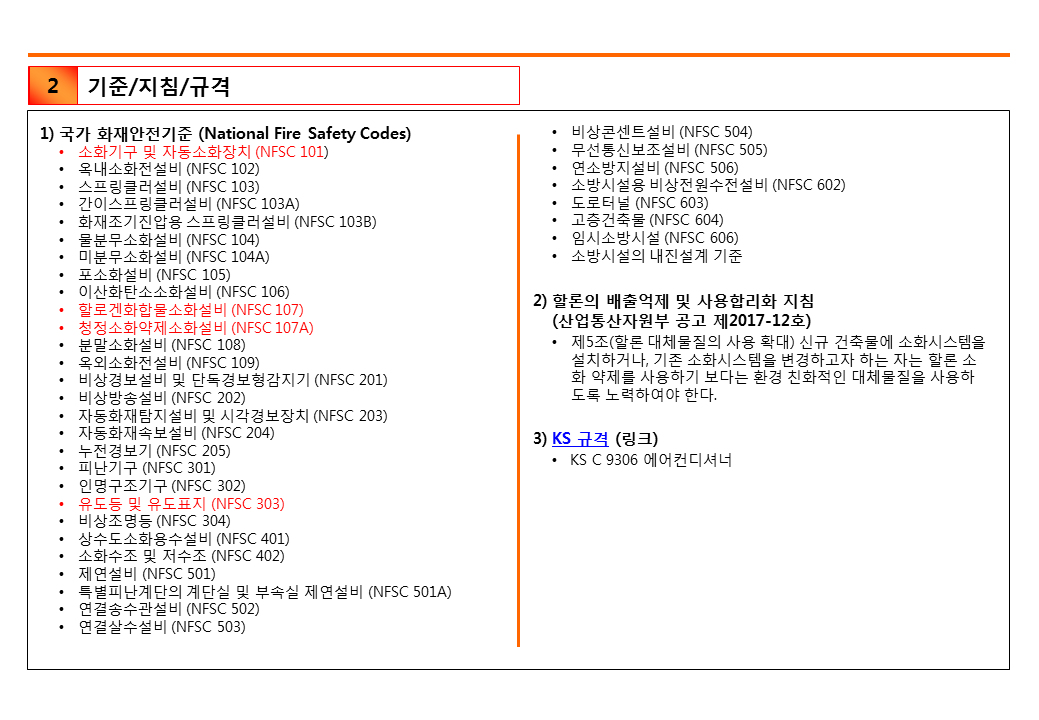 2 기준/지침/규격
1) 국가 화재안전기준 (National Fire Safety Codes)
• 소화기구 및 자동소화장치 (NFSC 101)
• 옥내소화전설비 (NFSC 102)
• 스프링클러설비 (NFSC 103)
• 간이스프링클러설비 (NFSC 103A)
• 화재조기진압용 스프링클러설비 (NFSC 103B)
• 물분무소화설비 (NFSC 104)
• 미분무소화설비 (NFSC 104A)
• 포소화설비 (NFSC 105)
• 이산화탄소소화설비 (NFSC 106)
• 할로겐화합물소화설비 (NFSC 107)
• 청정소화약제소화설비 (NFSC 107A)
• 분말소화설비 (NFSC 108)
• 옥외소화전설비 (NFSC 109)
• 비상경보설비 및 단독경보형감지기 (NFSC 201)
• 비상방송설비 (NFSC 202)
• 자동화재탐지설비 및 시각경보장치 (NFSC 203)
• 자동화재속보설비 (NFSC 204)
• 누전경보기 (NFSC 205)
• 피난기구 (NFSC 301)
• 인명구조기구 (NFSC 302)
• 유도등 및 유도표지 (NFSC 303)
• 비상조명등 (NFSC 304)
• 상수도소화용수설비 (NFSC 401)
• 소화수조 및 저수조 (NFSC 402)
• 제연설비 (NFSC 501)
• 특별피난계단의 계단실 및 부속실 제연설비 (NFSC 501A)
• 연결송수관설비 (NFSC 502)
• 연결살수설비 (NFSC 503)
• 비상콘센트설비 (NFSC 504)
• 무선통신보조설비 (NFSC 505)
• 연소방지설비 (NFSC 506)
• 소방시설용 비상전원수전설비 (NFSC 602)
• 도로터널 (NFSC 603)
• 고층건축물 (NFSC 604)
• 임시소방시설 (NFSC 606)
• 소방시설의 내진설계 기준
2) 할론의 배출억제 및 사용합리화 지침
(산업통산자원부 공고 제2017-12호)
• 제5조(할론 대체물질의 사용 확대) 신규 건축물에 소화시스템을
설치하거나, 기존 소화시스템을 변경하고자 하는 자는 할론 소
화 약제를 사용하기 보다는 환경 친화적인 대체물질을 사용하
도록 노력하여야 한다.
3) KS 규격 (링크)
• KS C 9306 에어컨디셔너